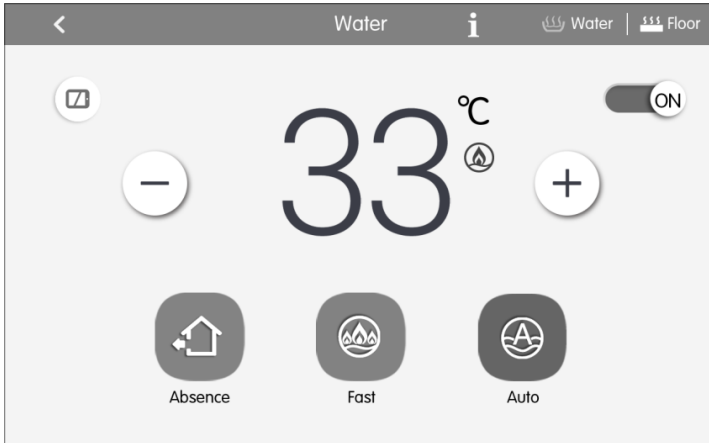 Water i Water Floor
ON
33 °C
Absence Fast Auto